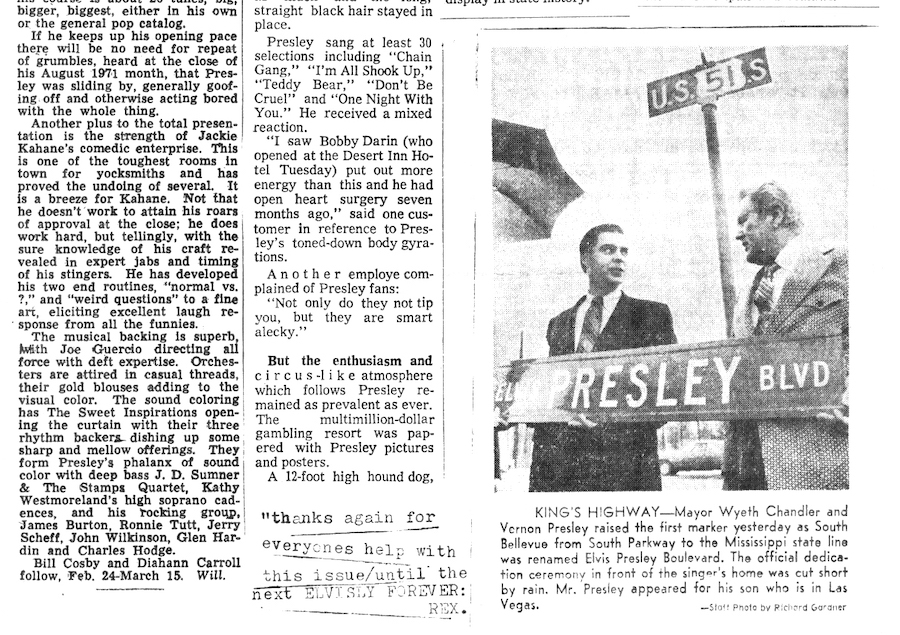 his course is about 20 tunes, big,
bigger, biggest, either in his own
or the general pop catalog.
If he keeps up his opening pace
there will be no need for repeat
of grumbles, heard at the close of
his August 1971 month, that Pres-
ley was sliding by, generally goof-
ing off and otherwise acting bored
with the whole thing.
Another plus to the total presen-
tation is the strength of Jackie
Kahane's comedic enterprise. This
is one of the toughest rooms in
town for yocksmiths and has
proved the undoing of several. It
is a breeze for Kahane. Not that
he doesn't work to attain his roars
of approval at the close; he does
work hard, but tellingly, with the
sure knowledge of his craft re-
vealed in expert jabs and timing
of his stingers. He has developed
his two end routines, "normal vs.
?," and "weird questions" to a fine
art, eliciting excellent laugh re-
sponse from all the funnies.
The musical backing is superb,
with Joe Guercio directing all
force with deft expertise. Orches-
ters are attired in casual threads,
their gold blouses adding to the
visual color. The sound coloring
has The Sweet Inspirations open-
ing the curtain with their three
rhythm backers dishing up some
sharp and mellow offerings. They
form Presley's phalanx of sound
color with deep bass J. D. Sumner
& The Stamps Quartet, Kathy
Westmoreland's high soprano cad-
ences, and his rocking group,
James Burton, Ronnie Tutt, Jerry
Scheff, John Wilkinson, Glen Har-
din and Charles Hodge.
Bill Cosby and Diahann Carroll
follow, Feb. 24-March 15. Will.
straight black hair stayed in
place.
Presley sang at least 30
selections including "Chain
Gang," "I'm All Shook Up,"
"Teddy Bear," "Don't Be
Cruel" and "One Night With
You." He received a mixed
reaction.
"I saw Bobby Darin (who
opened at the Desert Inn Ho-
tel Tuesday) put out more
energy than this and he had
open heart surgery seven
months ago," said one cus-
tomer in reference to Pres-
ley's toned-down body gyra-
tions.
Another employe com-
plained of Presley fans:
"Not only do they not tip
you, but they are smart
alecky."
But the enthusiasm and
circus-like atmosphere
which follows Presley re-
mained as prevalent as ever.
The multimillion-dollar
gambling resort was pap-
ered with Presley pictures
and posters.
A 12-foot high hound dog,
"thanks again for
everyones help with
this issue/until the
next ELVISLY FOREVER:
REX.
display in state history.
U.S. 51 S
PRESLEY BLVD
KING'S HIGHWAY—Mayor Wyeth Chandler and
Vernon Presley raised the first marker yesterday as South
Bellevue from South Parkway to the Mississippi state line
was renamed Elvis Presley Boulevard. The official dedica-
tion ceremony in front of the singer's home was cut short
by rain. Mr. Presley appeared for his son who is in Las
Vegas.
—Staff Photo by Richard Gardner